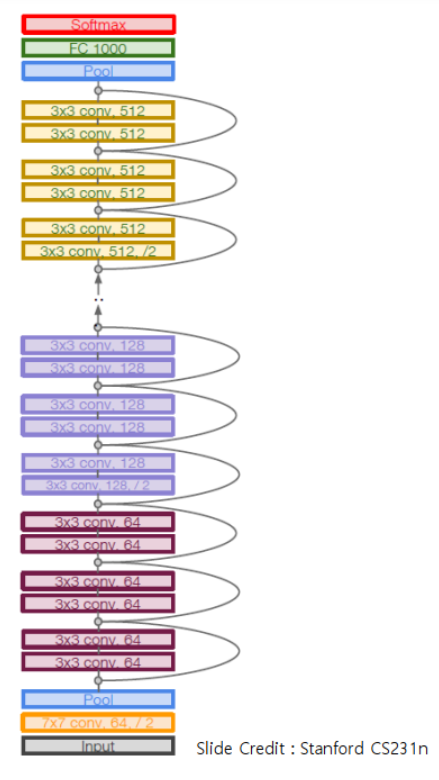 Softmax
FC 1000
Pool
3x3 conv, 512
3x3 conv, 512
3x3 conv, 512
3x3 conv, 512
3x3 conv, 512
3x3 conv, 512, /2
..
3x3 conv, 128
3x3 conv, 128
3x3 conv, 128
3x3 conv, 128
3x3 conv, 128
3x3 conv, 128, / 2
3x3 conv, 64
3x3 conv, 64
3x3 conv, 64
3x3 conv, 64
3x3 conv, 64
3x3 conv, 64
Pool
7x7 conv, 64, / 2
Input
Slide Credit : Stanford CS231n